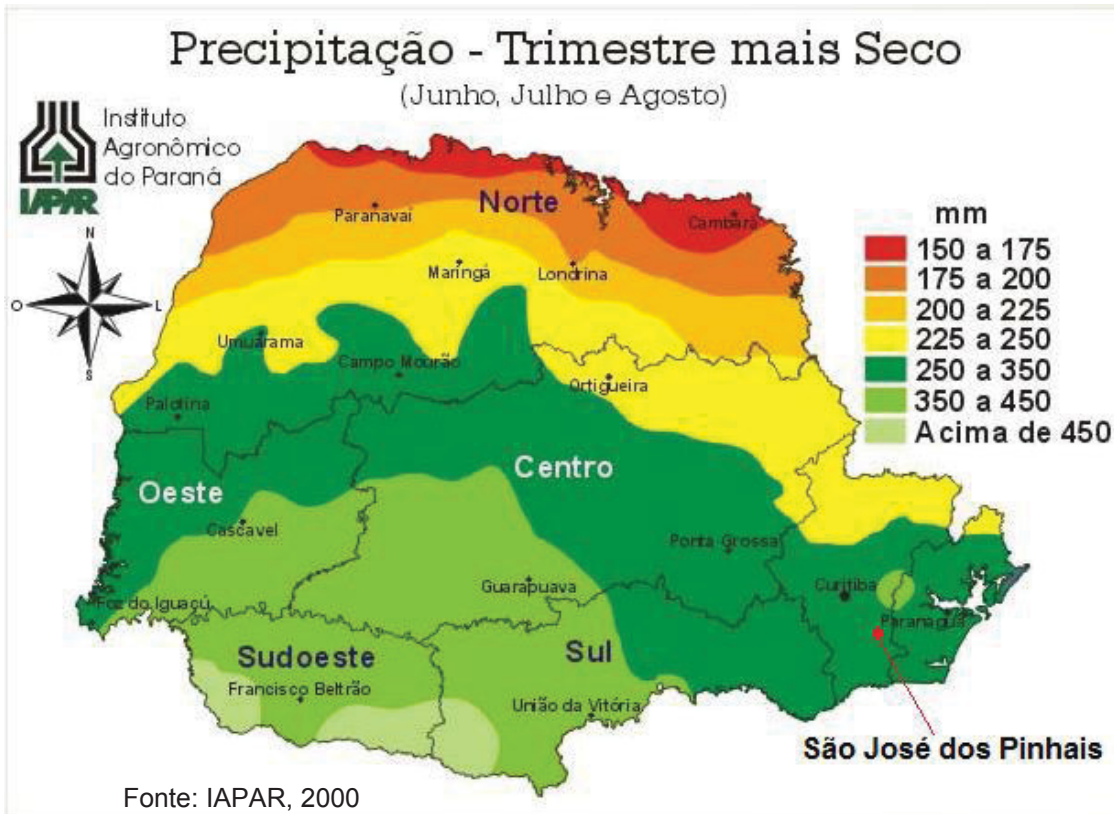 Precipitação - Trimestre mais Seco
(Junho, Julho e Agosto)
Instituto
Agronômico
do Paraná
IAPAR
N
O
L
S
Norte
Paranavaí
Cambará
Maringá
Londrina
Umuarama
Campo Mourão
Ortigueira
Palotina
Oeste
Centro
Cascavel
Ponta Grossa
Guarapuava
Curitiba
Foz do Iguaçú
Paranaguá
Sudoeste
Sul
Francisco Beltrão
União da Vitória
mm
150 a 175
175 a 200
200 a 225
225 a 250
250 a 350
350 a 450
Acima de 450
São José dos Pinhais
Fonte: IAPAR, 2000